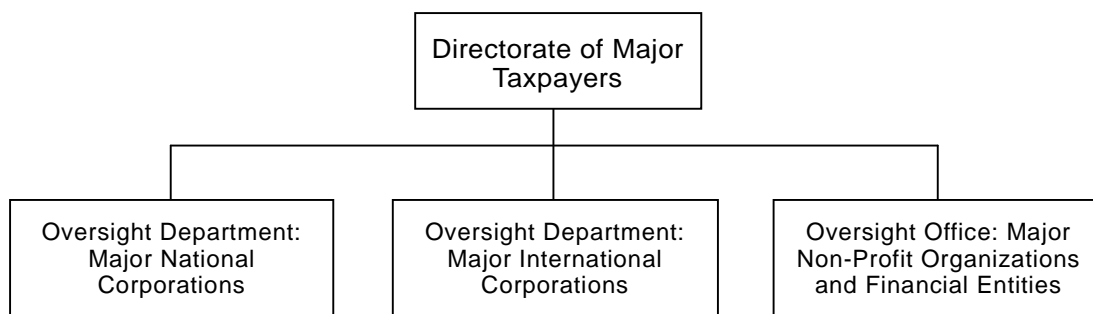 Directorate of Major
Taxpayers
Oversight Department:
Major National
Corporations
Oversight Department:
Major International
Corporations
Oversight Office: Major
Non-Profit Organizations
and Financial Entities